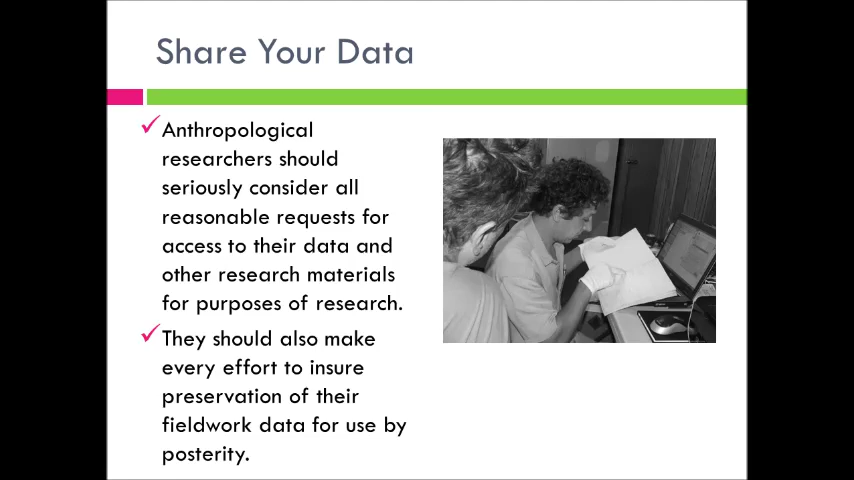 Share Your Data
Anthropological
researchers should
seriously consider all
reasonable requests for
access to their data and
other research materials
for purposes of research.
They should also make
every effort to insure
preservation of their
fieldwork data for use by
posterity.